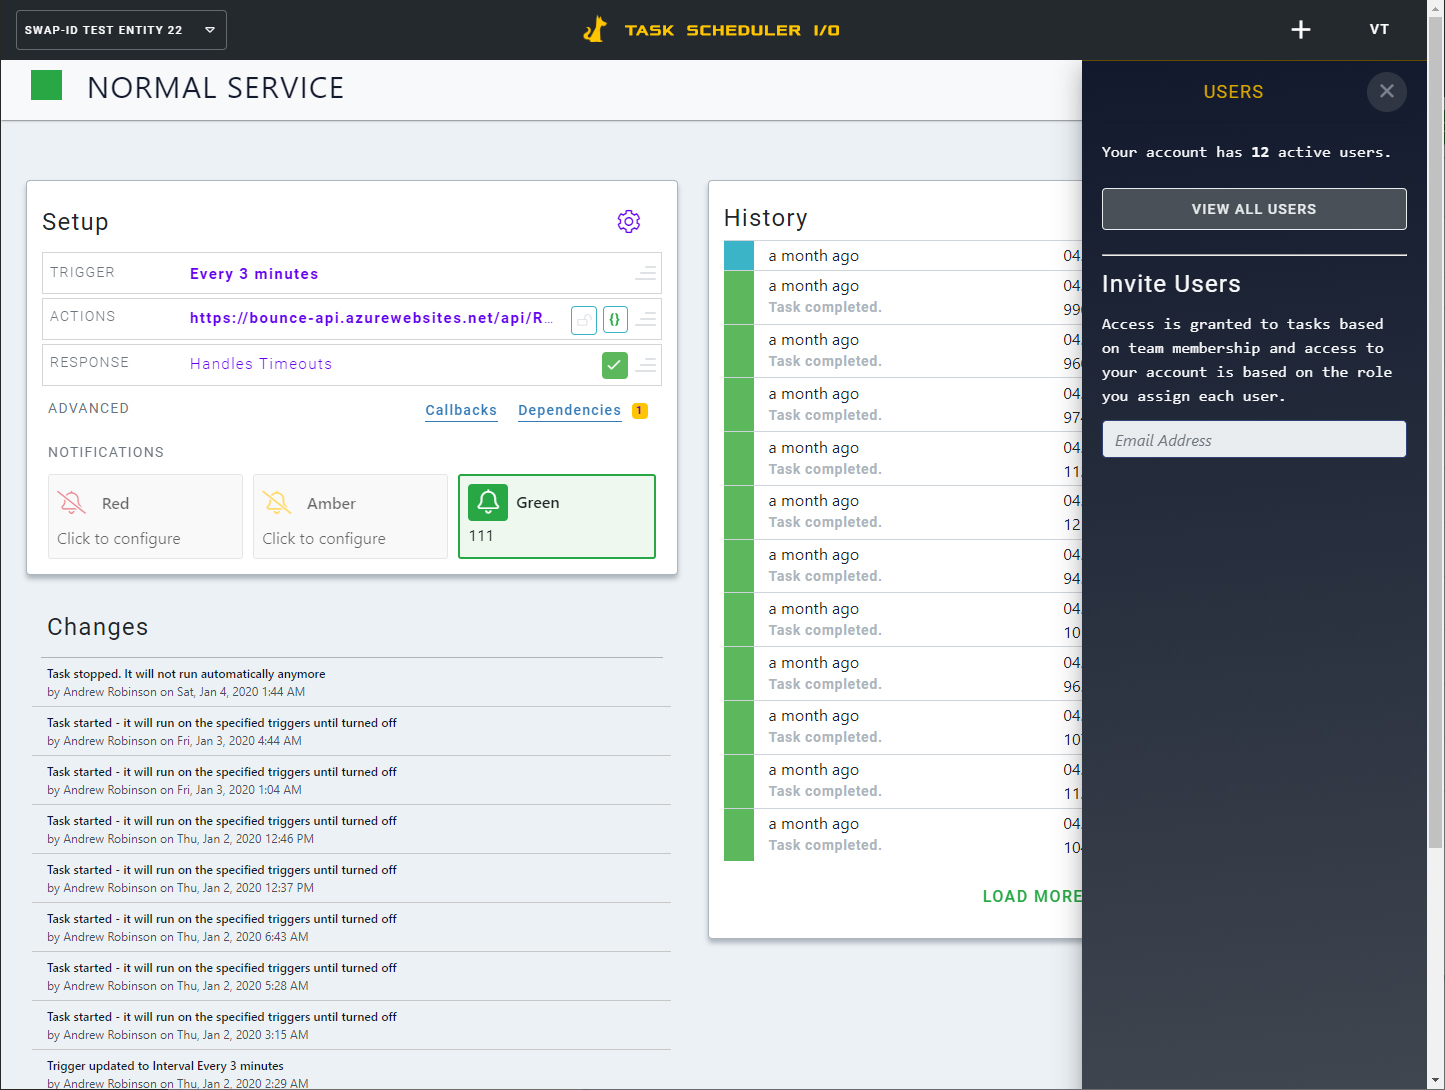 SWAP-ID TEST ENTITY 22
TASK SCHEDULER I/O
VT
NORMAL SERVICE
Setup
TRIGGER Every 3 minutes
ACTIONS https://bounce-api.azurewebsites.net/api/R... {}
RESPONSE Handles Timeouts
ADVANCED Callbacks Dependencies 1
NOTIFICATIONS
Red
Click to configure
Amber
Click to configure
Green
111
Changes
Task stopped. It will not run automatically anymore
by Andrew Robinson on Sat, Jan 4, 2020 1:44 AM
Task started - it will run on the specified triggers until turned off
by Andrew Robinson on Fri, Jan 3, 2020 4:44 AM
Task started - it will run on the specified triggers until turned off
by Andrew Robinson on Fri, Jan 3, 2020 1:04 AM
Task started - it will run on the specified triggers until turned off
by Andrew Robinson on Thu, Jan 2, 2020 12:46 PM
Task started - it will run on the specified triggers until turned off
by Andrew Robinson on Thu, Jan 2, 2020 12:37 PM
Task started - it will run on the specified triggers until turned off
by Andrew Robinson on Thu, Jan 2, 2020 6:43 AM
Task started - it will run on the specified triggers until turned off
by Andrew Robinson on Thu, Jan 2, 2020 5:28 AM
Task started - it will run on the specified triggers until turned off
by Andrew Robinson on Thu, Jan 2, 2020 3:15 AM
Trigger updated to Interval Every 3 minutes
by Andrew Robinson on Thu, Jan 2, 2020 2:29 AM
History
a month ago 04
a month ago 04
Task completed. 99
a month ago 04
Task completed. 96
a month ago 04
Task completed. 97
a month ago 04
Task completed. 11
a month ago 04
Task completed. 12
a month ago 04
Task completed. 94
a month ago 04
Task completed. 10
a month ago 04
Task completed. 96
a month ago 04
Task completed. 10
a month ago 04
Task completed. 11
a month ago 04
Task completed. 10
LOAD MORE
USERS
Your account has 12 active users.
VIEW ALL USERS
Invite Users
Access is granted to tasks based
on team membership and access to
your account is based on the role
you assign each user.
Email Address